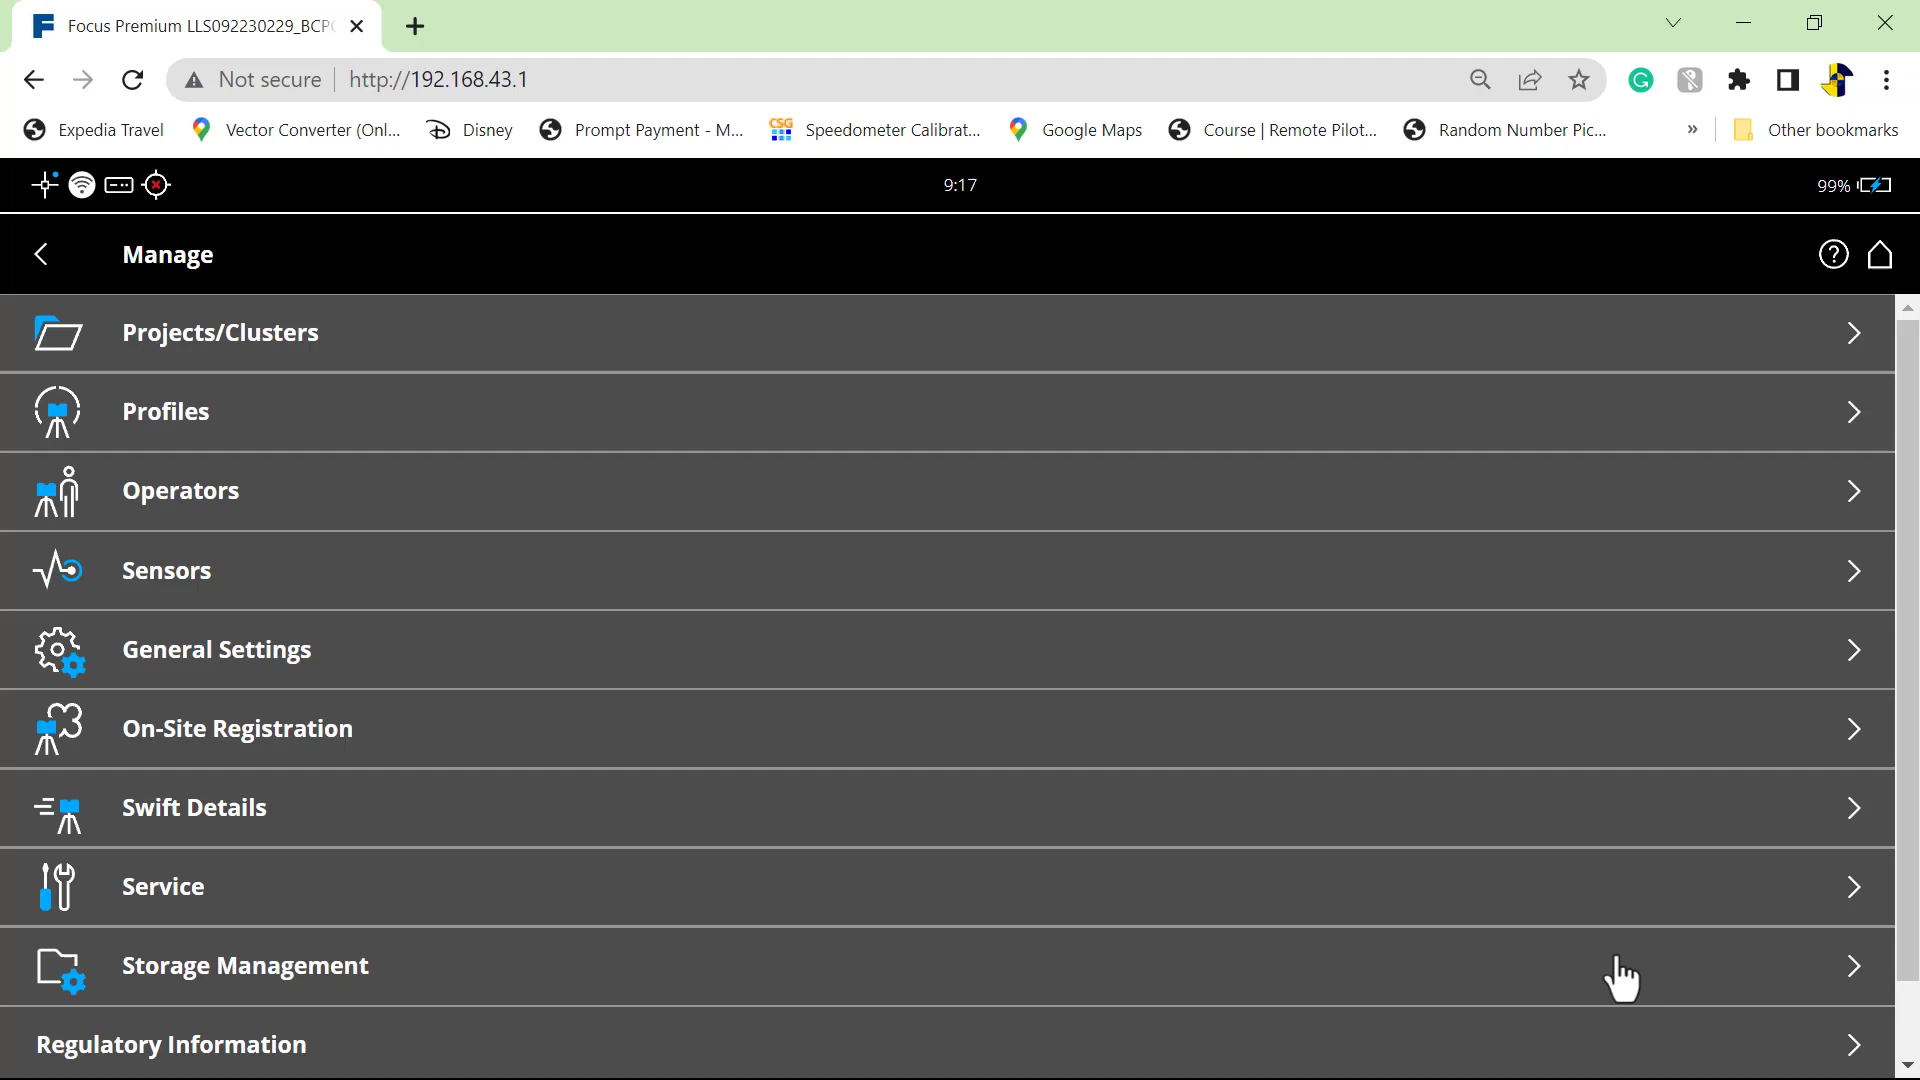 Focus Premium LLS092230229_BCPC
Not secure
http://192.168.43.1
Expedia Travel
Vector Converter (Onl...
Disney
Prompt Payment - M...
CSG
Speedometer Calibrat...
Google Maps
Course | Remote Pilot...
Random Number Pic...
»
Other bookmarks
9:17
99%
Manage
Projects/Clusters
Profiles
Operators
Sensors
General Settings
On-Site Registration
Swift Details
Service
Storage Management
Regulatory Information